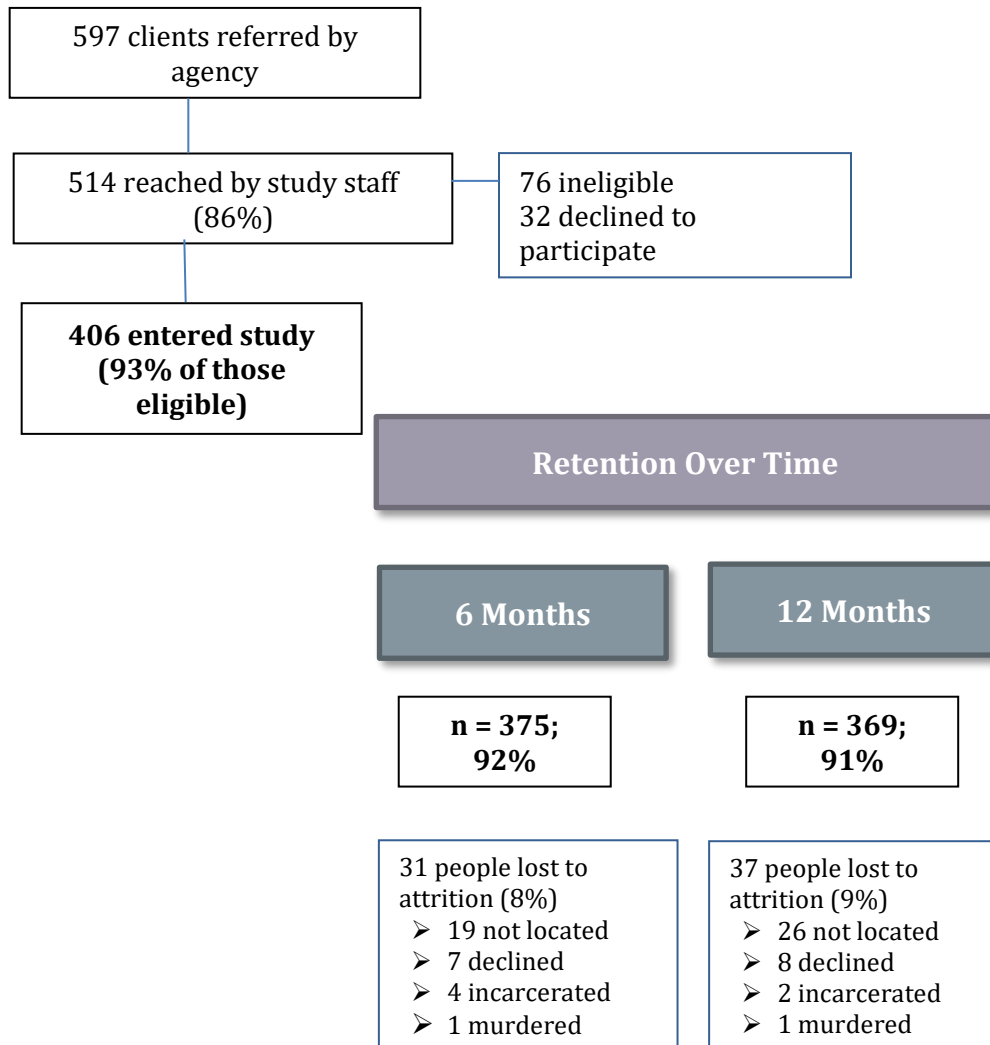 597 clients referred by
agency
514 reached by study staff
(86%)
76 ineligible
32 declined to
participate
406 entered study
(93% of those
eligible)
Retention Over Time
6 Months
12 Months
n = 375;
92%
n = 369;
91%
31 people lost to
attrition (8%)
➢ 19 not located
➢ 7 declined
➢ 4 incarcerated
➢ 1 murdered
37 people lost to
attrition (9%)
➢ 26 not located
➢ 8 declined
➢ 2 incarcerated
➢ 1 murdered